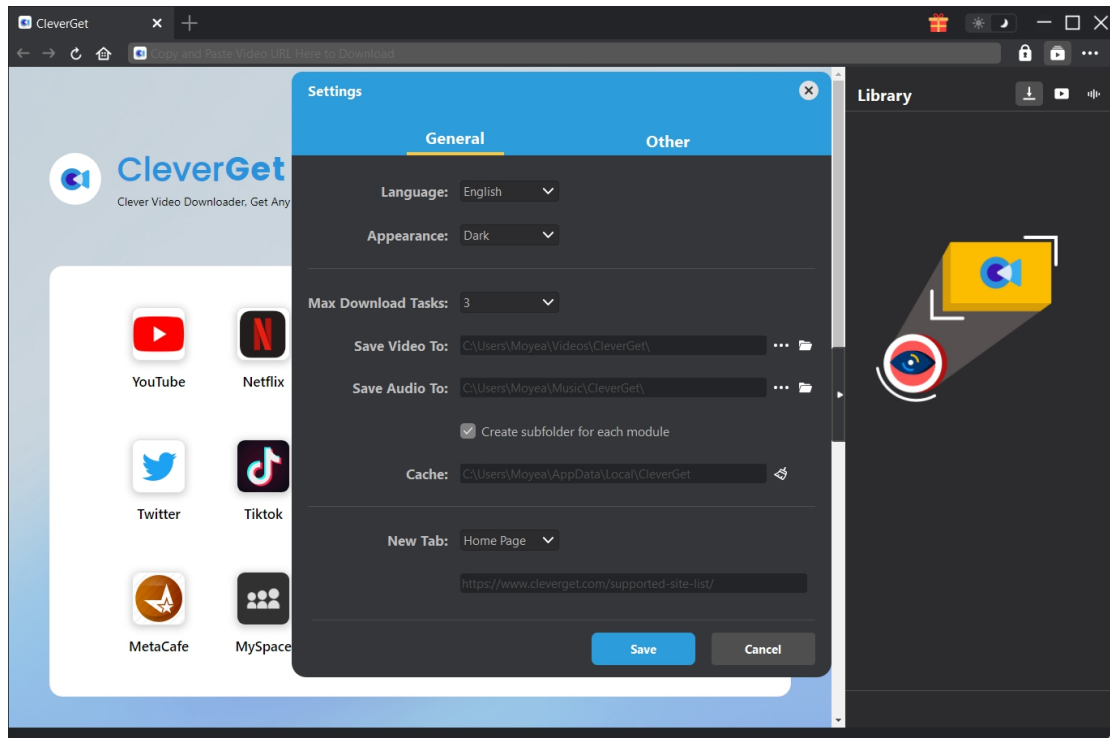 CleverGet
Copy and Paste Video URL Here to Download
Settings
General
Other
Library
CleverGet
Clever Video Downloader, Get Any
Language: English
Appearance: Dark
Max Download Tasks: 3
Save Video To: C:\Users\Moyea\Videos\CleverGet\
Save Audio To: C:\Users\Moyea\Music\CleverGet\
Create subfolder for each module
Cache: C:\Users\Moyea\AppData\Local\CleverGet
New Tab: Home Page
https://www.cleverget.com/supported-site-list/
Save
Cancel
YouTube
Netflix
Twitter
Tiktok
MetaCafe
MySpace